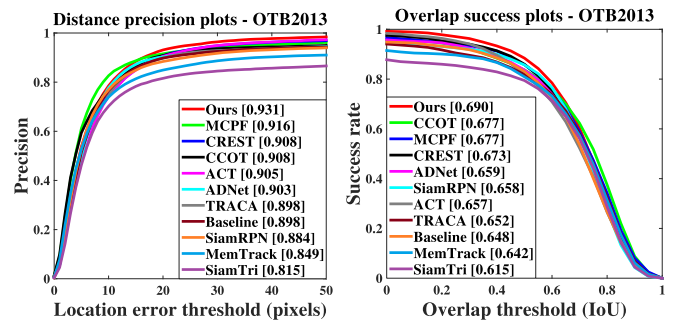 Distance precision plots - OTB2013
Precision
1
0.8
0.6
0.4
0.2
0
Ours [0.931]
MCPF [0.916]
CREST [0.908]
CCOT [0.908]
ACT [0.905]
ADNet [0.903]
TRACA [0.898]
Baseline [0.898]
SiamRPN [0.884]
MemTrack [0.849]
SiamTri [0.815]
0 10 20 30 40 50
Location error threshold (pixels)
Overlap success plots - OTB2013
Success rate
1
0.8
0.6
0.4
0.2
0
Ours [0.690]
CCOT [0.677]
MCPF [0.677]
CREST [0.673]
ADNet [0.659]
SiamRPN [0.658]
ACT [0.657]
TRACA [0.652]
Baseline [0.648]
MemTrack [0.642]
SiamTri [0.615]
0 0.2 0.4 0.6 0.8 1
Overlap threshold (IoU)